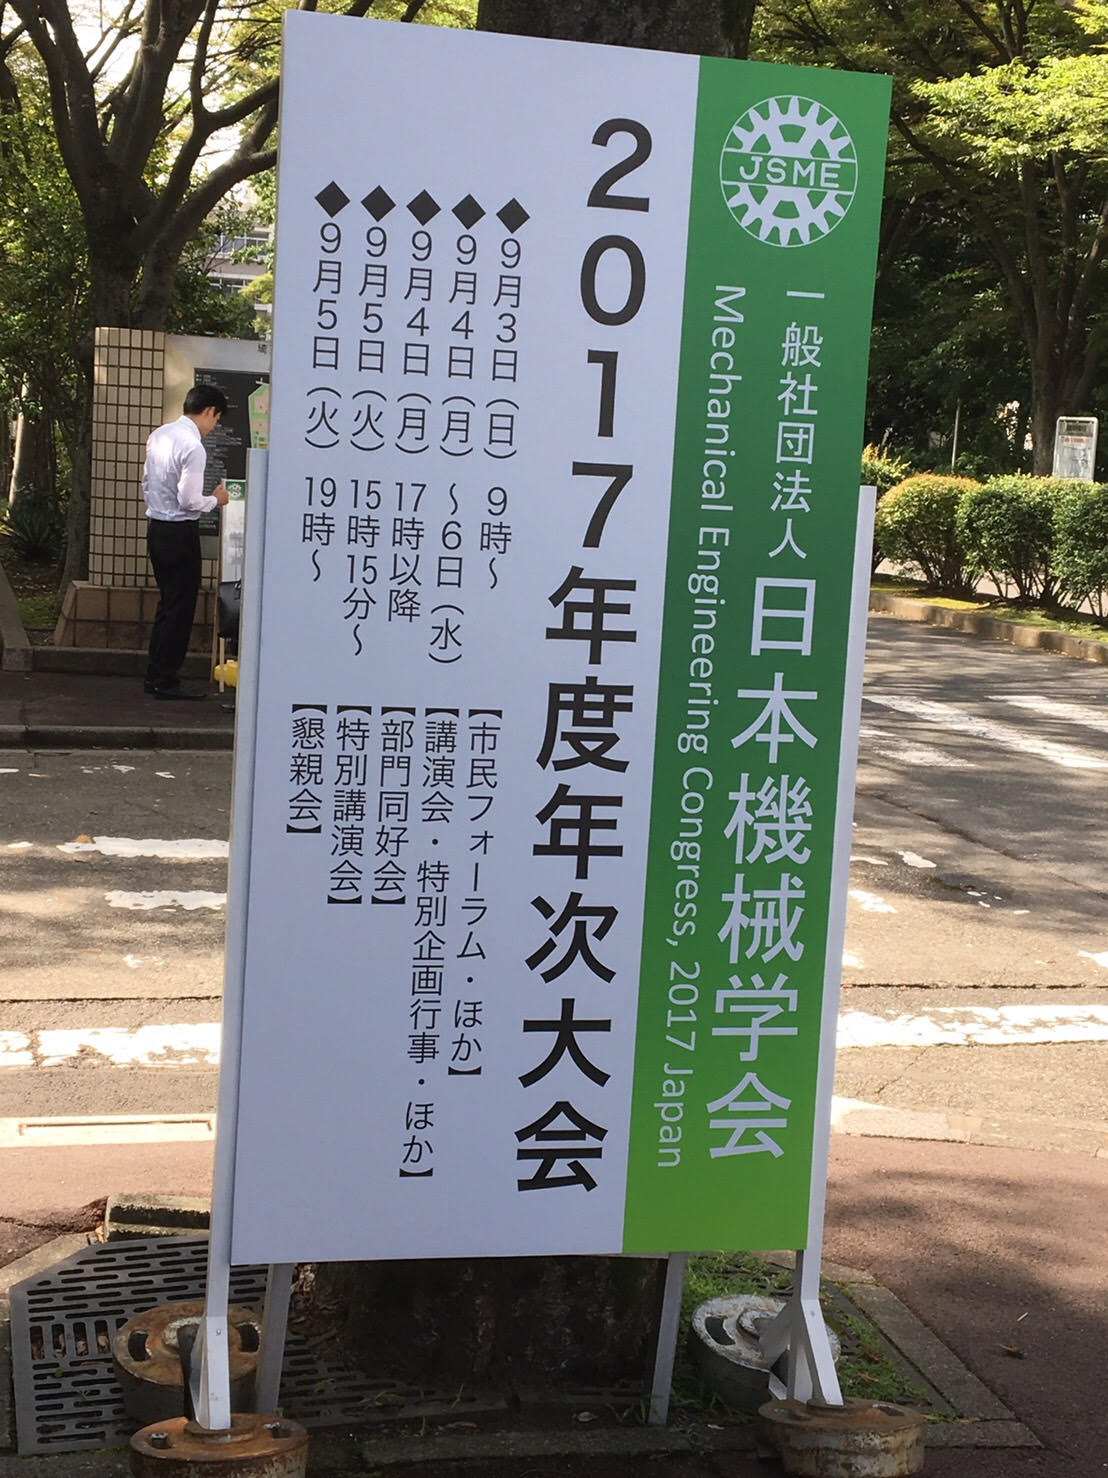 JSME
一般社団法人 日本機械学会
Mechanical Engineering Congress, 2017 Japan
2017年度年次大会
◆9月3日（日） 9時～ 【市民フォーラム・ほか】
◆9月4日（月）～6日（水） 【講演会・特別企画行事・ほか】
◆9月4日（月） 17時以降 【部門同好会】
◆9月5日（火） 15時15分～ 【特別講演会】
◆9月5日（火） 19時～ 【懇親会】